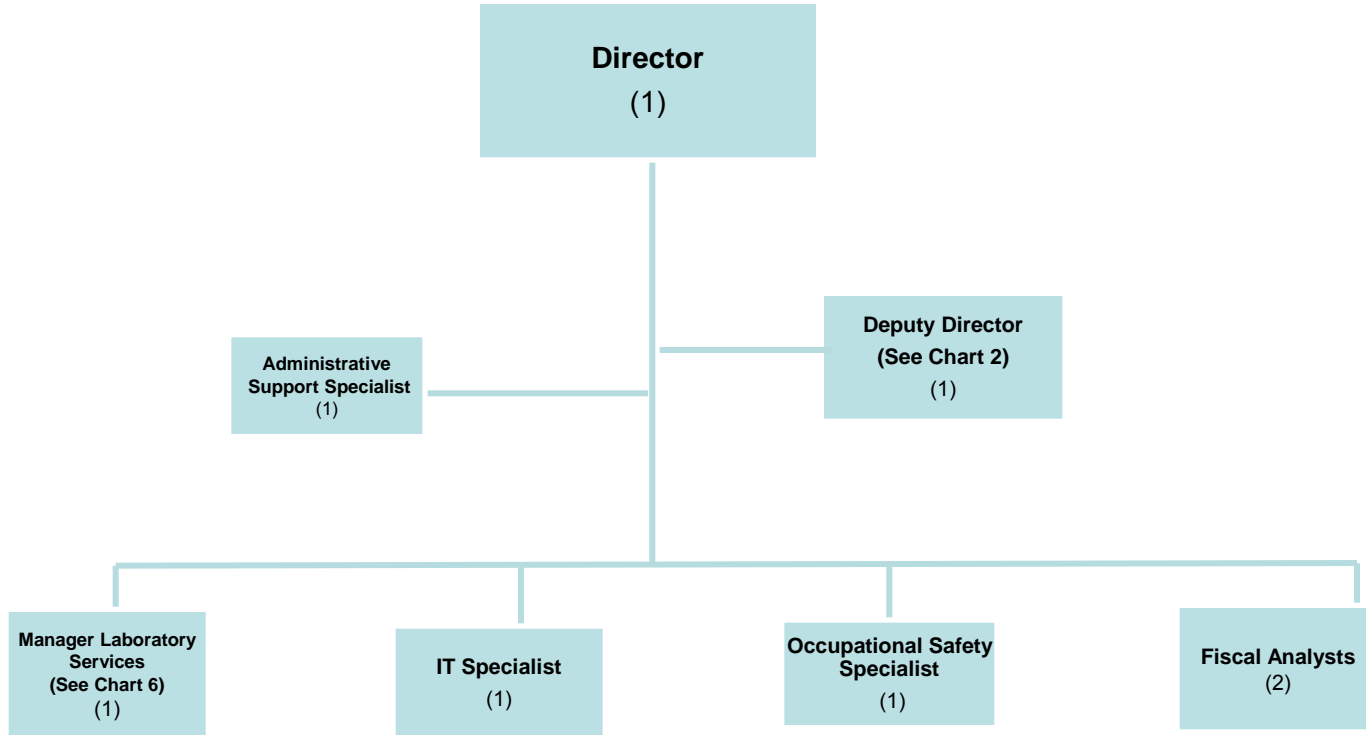 Director
(1)
Deputy Director
(See Chart 2)
(1)
Administrative
Support Specialist
(1)
Manager Laboratory
Services
(See Chart 6)
(1)
IT Specialist
(1)
Occupational Safety
Specialist
(1)
Fiscal Analysts
(2)